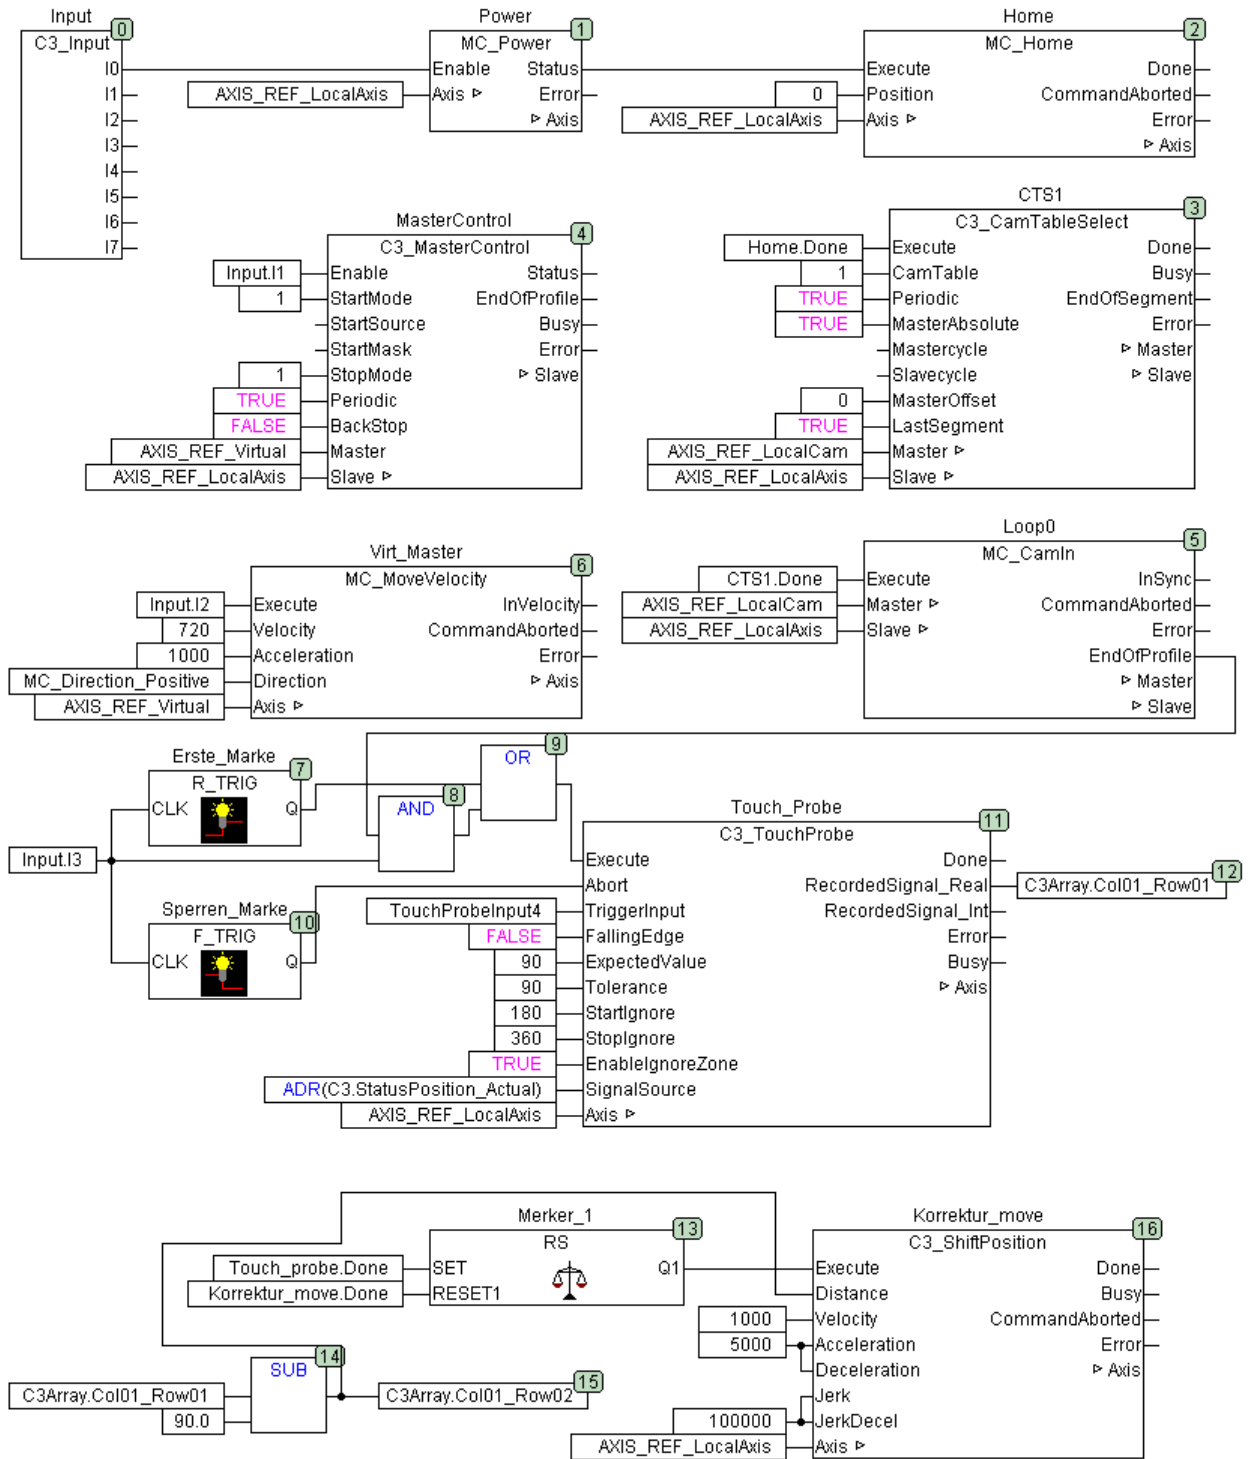 Input
0
C3_Input
I0
I1
I2
I3
I4
I5
I6
I7
Power
1
MC_Power
Enable Status
AXIS_REF_LocalAxis Axis Error
Axis
Home
2
MC_Home
Execute Done
0 Position CommandAborted
AXIS_REF_LocalAxis Axis Error
Axis
MasterControl
4
C3_MasterControl
Input.I1 Enable Status
1 StartMode EndOfProfile
StartSource Busy
StartMask Error
1 StopMode Slave
TRUE Periodic
FALSE BackStop
AXIS_REF_Virtual Master
AXIS_REF_LocalAxis Slave
CTS1
3
C3_CamTableSelect
Home.Done Execute Done
1 CamTable Busy
TRUE Periodic EndOfSegment
TRUE MasterAbsolute Error
Mastercycle Master
Slavecycle Slave
0 MasterOffset
TRUE LastSegment
AXIS_REF_LocalCam Master
AXIS_REF_LocalAxis Slave
Virt_Master
6
MC_MoveVelocity
Input.I2 Execute InVelocity
720 Velocity CommandAborted
1000 Acceleration Error
MC_Direction_Positive Direction Axis
AXIS_REF_Virtual Axis
Loop0
5
MC_CamIn
CTS1.Done Execute InSync
AXIS_REF_LocalCam Master CommandAborted
AXIS_REF_LocalAxis Slave Error
EndOfProfile
Master
Slave
Erste_Marke
7
R_TRIG
CLK Q
8
AND
9
OR
Input.I3
Sperren_Marke
10
F_TRIG
CLK Q
Touch_Probe
11
C3_TouchProbe
Execute Done
Abort RecordedSignal_Real
12
C3Array.Col01_Row01
TouchProbeInput4 TriggerInput RecordedSignal_Int
FALSE FallingEdge Error
90 ExpectedValue Busy
90 Tolerance Axis
180 StartIgnore
360 StopIgnore
TRUE EnableIgnoreZone
ADR(C3.StatusPosition_Actual) SignalSource
AXIS_REF_LocalAxis Axis
Merker_1
13
RS
Touch_probe.Done SET Q1
Korrektur_move.Done RESET1
14
SUB
C3Array.Col01_Row01
90.0
15
C3Array.Col01_Row02
Korrektur_move
16
C3_ShiftPosition
Execute Done
Distance Busy
1000 Velocity CommandAborted
5000 Acceleration Error
Deceleration Axis
Jerk
100000 JerkDecel
AXIS_REF_LocalAxis Axis